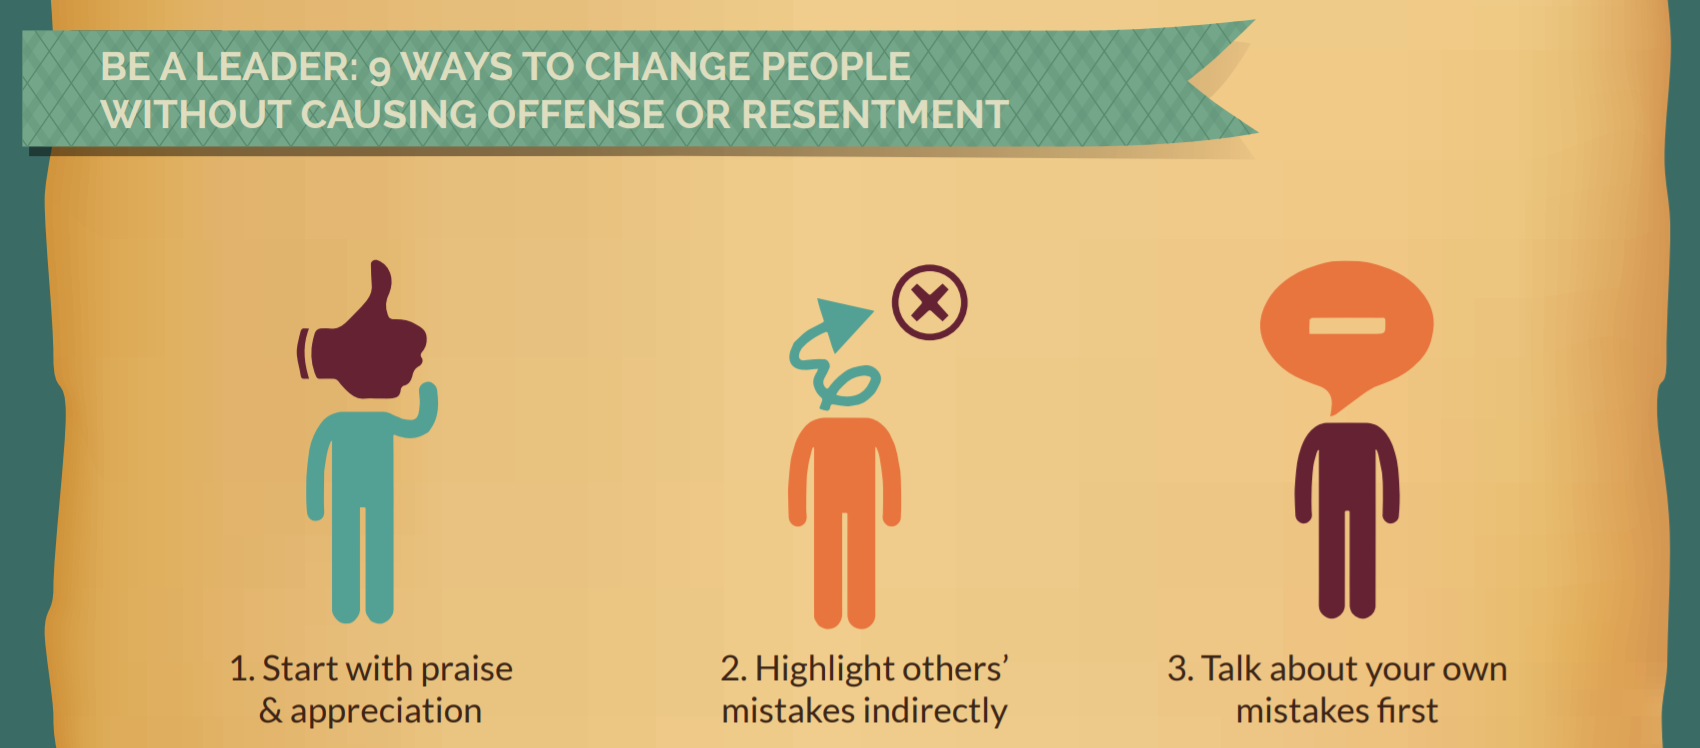 BE A LEADER: 9 WAYS TO CHANGE PEOPLE
WITHOUT CAUSING OFFENSE OR RESENTMENT
1. Start with praise
& appreciation
2. Highlight others’
mistakes indirectly
3. Talk about your own
mistakes first